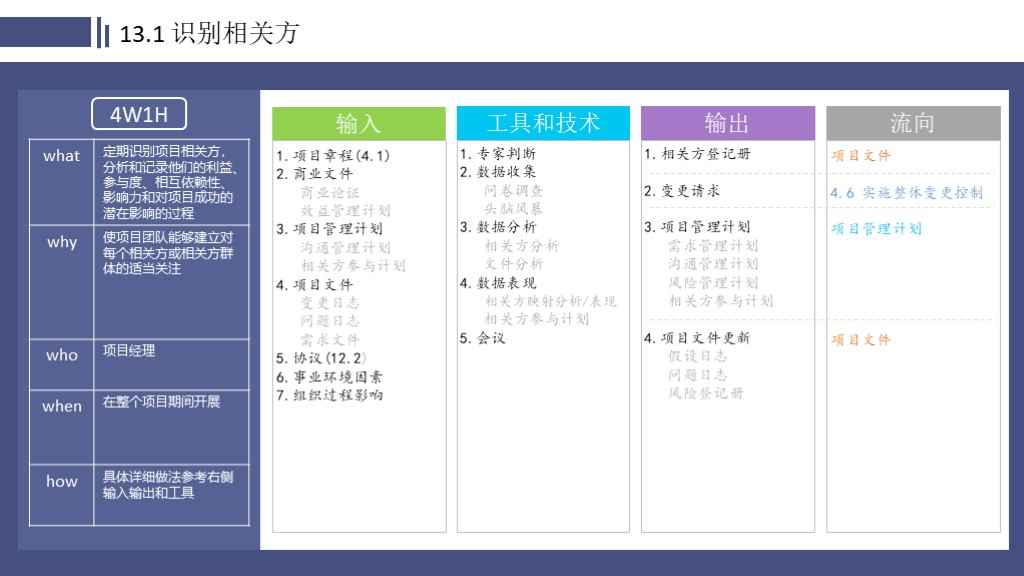 13.1 识别相关方
4W1H
what
定期识别项目相关方，
分析和记录他们的利益、
参与度、相互依赖性、
影响力和对项目成功的
潜在影响的过程
why
使项目团队能够建立对
每个相关方或相关方群
体的适当关注
who
项目经理
when
在整个项目期间开展
how
具体详细做法参考右侧
输入输出和工具
输入
1. 项目章程(4.1)
2. 商业文件
商业论证
效益管理计划
3. 项目管理计划
沟通管理计划
相关方参与计划
4. 项目文件
变更日志
问题日志
需求文件
5. 协议(12.2)
6. 事业环境因素
7. 组织过程影响
工具和技术
1. 专家判断
2. 数据收集
问卷调查
头脑风暴
3. 数据分析
相关方分析
文件分析
4. 数据表现
相关方映射分析/表现
相关方参与计划
5. 会议
输出
1. 相关方登记册
2. 变更请求
3. 项目管理计划
需求管理计划
沟通管理计划
风险管理计划
相关方参与计划
4. 项目文件更新
假设日志
问题日志
风险登记册
流向
项目文件
4.6 实施整体变更控制
项目管理计划
项目文件